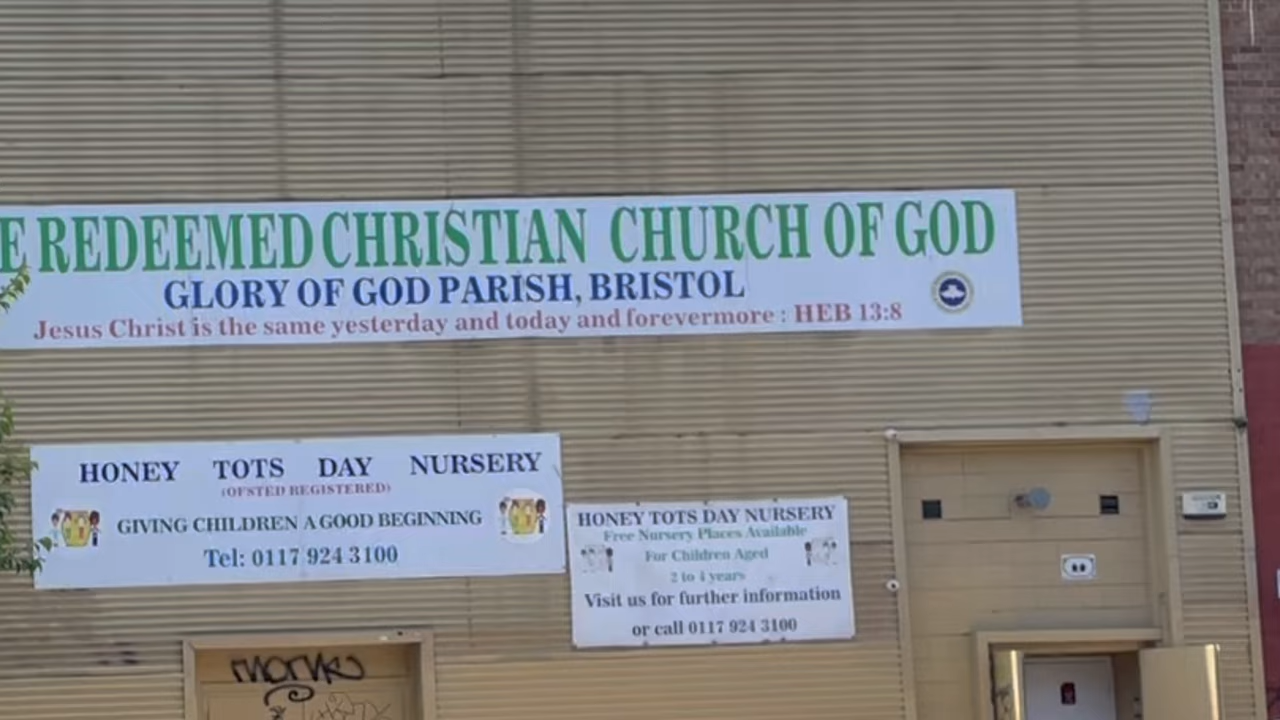 E REDEEMED CHRISTIAN CHURCH OF GOD
GLORY OF GOD PARISH, BRISTOL
Jesus Christ is the same yesterday and today and forevermore : HEB 13:8
HONEY TOTS DAY NURSERY
(OFSTED REGISTERED)
GIVING CHILDREN A GOOD BEGINNING
Tel: 0117 924 3100
HONEY TOTS DAY NURSERY
Free Nursery Places Available
For Children Aged
2 to 4 years
Visit us for further information
or call 0117 924 3100